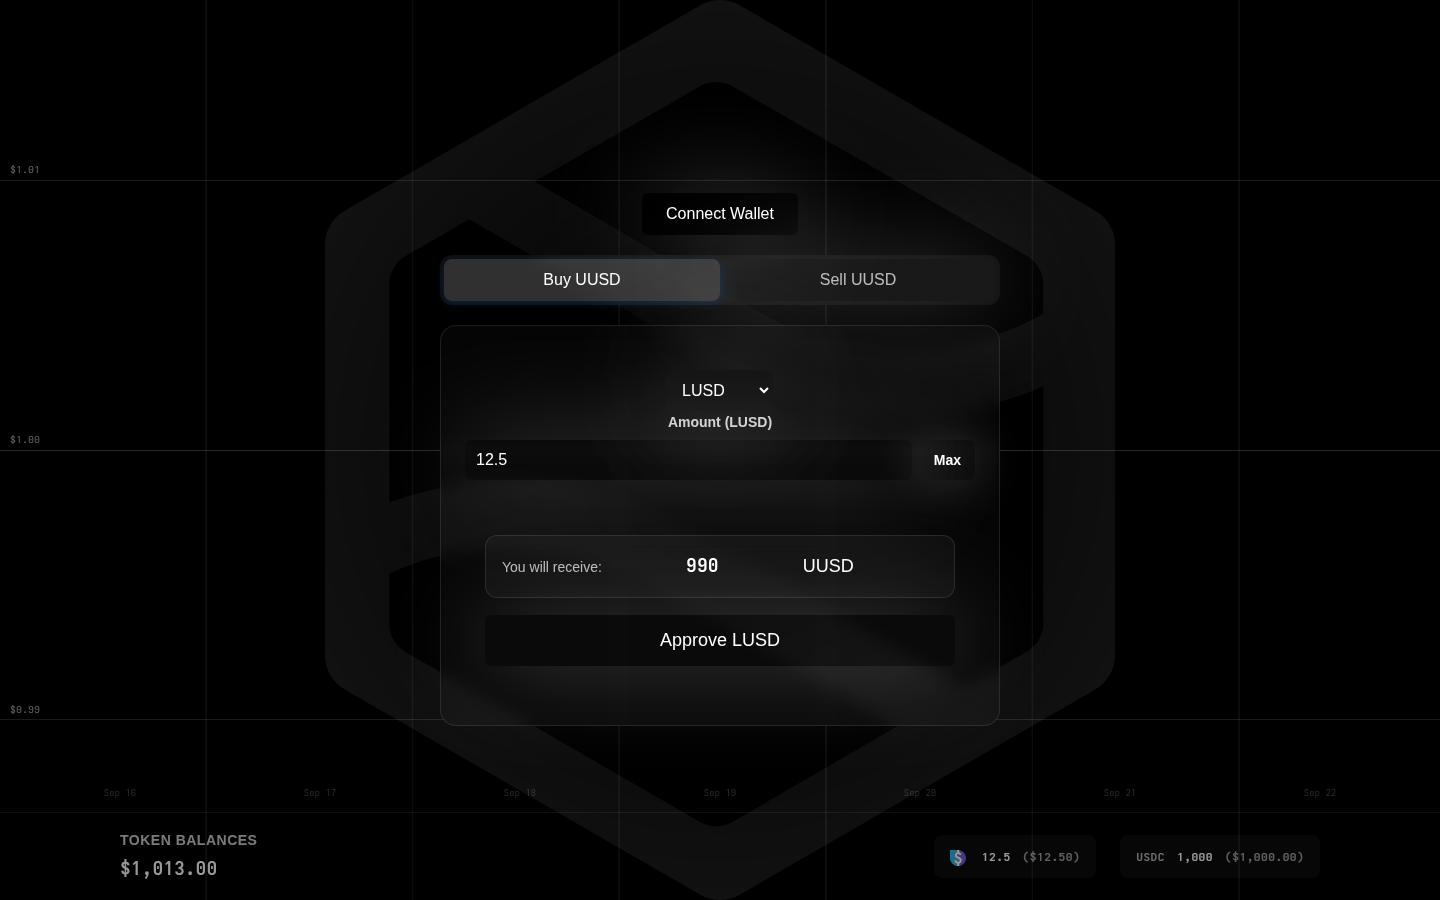 $1.01
Connect Wallet
Buy UUSD
Sell UUSD
LUSD
Amount (LUSD)
12.5
Max
$1.00
You will receive: 990 UUSD
Approve LUSD
$0.99
Sep 16 Sep 17 Sep 18 Sep 19 Sep 20 Sep 21 Sep 22
TOKEN BALANCES
$1,013.00
12.5 ($12.50)
USDC 1,000 ($1,000.00)